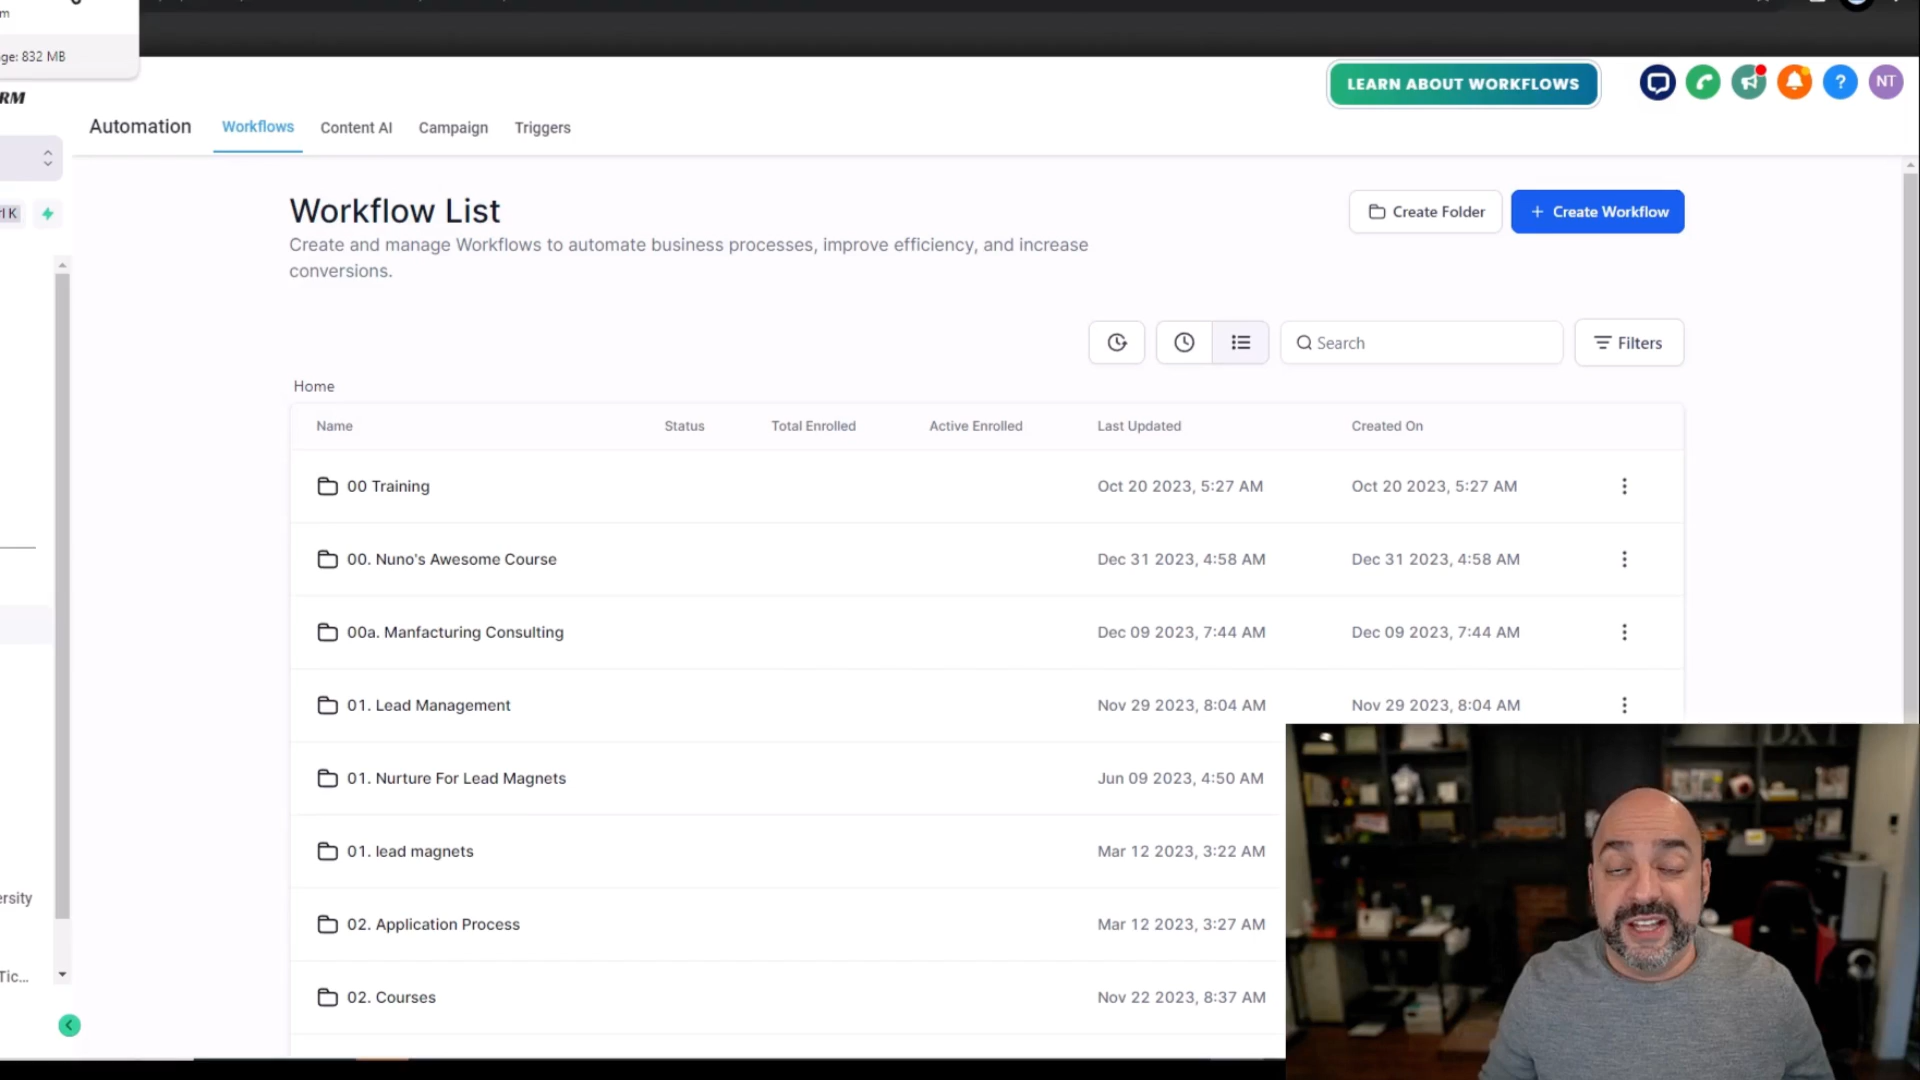 ge: 832 MB
RM
LEARN ABOUT WORKFLOWS
?
NT
Automation
Workflows
Content AI
Campaign
Triggers
rl K
Workflow List
Create and manage Workflows to automate business processes, improve efficiency, and increase
conversions.
Create Folder
+ Create Workflow
Search
Filters
Home
Name Status Total Enrolled Active Enrolled Last Updated Created On
00 Training Oct 20 2023, 5:27 AM Oct 20 2023, 5:27 AM
00. Nuno's Awesome Course Dec 31 2023, 4:58 AM Dec 31 2023, 4:58 AM
00a. Manfacturing Consulting Dec 09 2023, 7:44 AM Dec 09 2023, 7:44 AM
01. Lead Management Nov 29 2023, 8:04 AM Nov 29 2023, 8:04 AM
01. Nurture For Lead Magnets Jun 09 2023, 4:50 AM
01. lead magnets Mar 12 2023, 3:22 AM
02. Application Process Mar 12 2023, 3:27 AM
02. Courses Nov 22 2023, 8:37 AM
ersity
Tic...